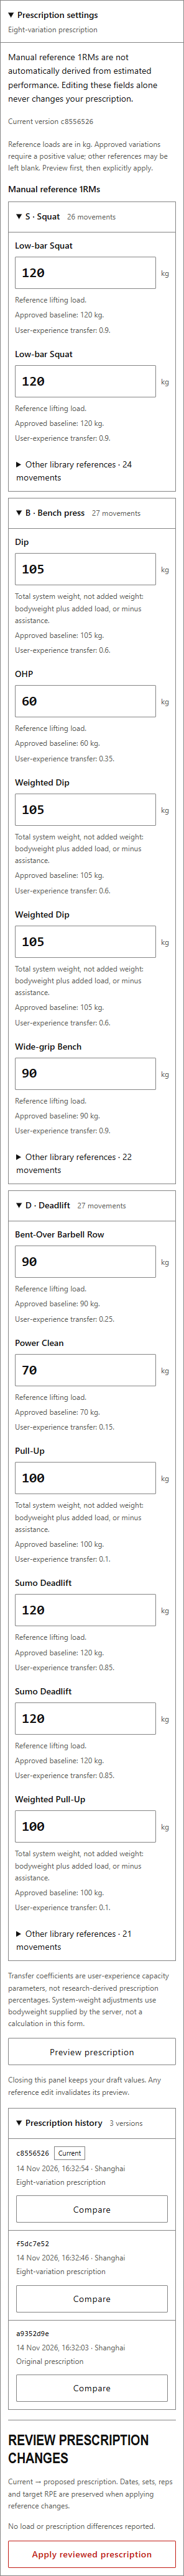 ▼ Prescription settings
Eight-variation prescription
Manual reference 1RMs are not
automatically derived from estimated
performance. Editing these fields alone
never changes your prescription.
Current version c8556526
Reference loads are in kg. Approved variations
require a positive value; other references may be
left blank. Preview first, then explicitly apply.
Manual reference 1RMs
▼ S · Squat 26 movements
Low-bar Squat
120 kg
Reference lifting load.
Approved baseline: 120 kg.
User-experience transfer: 0.9.
Low-bar Squat
120 kg
Reference lifting load.
Approved baseline: 120 kg.
User-experience transfer: 0.9.
▶ Other library references · 24
movements
▼ B · Bench press 27 movements
Dip
105 kg
Total system weight, not added weight:
bodyweight plus added load, or minus
assistance.
Approved baseline: 105 kg.
User-experience transfer: 0.6.
OHP
60 kg
Reference lifting load.
Approved baseline: 60 kg.
User-experience transfer: 0.35.
Weighted Dip
105 kg
Total system weight, not added weight:
bodyweight plus added load, or minus
assistance.
Approved baseline: 105 kg.
User-experience transfer: 0.6.
Weighted Dip
105 kg
Total system weight, not added weight:
bodyweight plus added load, or minus
assistance.
Approved baseline: 105 kg.
User-experience transfer: 0.6.
Wide-grip Bench
90 kg
Reference lifting load.
Approved baseline: 90 kg.
User-experience transfer: 0.9.
▶ Other library references · 22
movements
▼ D · Deadlift 27 movements
Bent-Over Barbell Row
90 kg
Reference lifting load.
Approved baseline: 90 kg.
User-experience transfer: 0.25.
Power Clean
70 kg
Reference lifting load.
Approved baseline: 70 kg.
User-experience transfer: 0.15.
Pull-Up
100 kg
Total system weight, not added weight:
bodyweight plus added load, or minus
assistance.
Approved baseline: 100 kg.
User-experience transfer: 0.1.
Sumo Deadlift
120 kg
Reference lifting load.
Approved baseline: 120 kg.
User-experience transfer: 0.85.
Sumo Deadlift
120 kg
Reference lifting load.
Approved baseline: 120 kg.
User-experience transfer: 0.85.
Weighted Pull-Up
100 kg
Total system weight, not added weight:
bodyweight plus added load, or minus
assistance.
Approved baseline: 100 kg.
User-experience transfer: 0.1.
▶ Other library references · 21
movements
Transfer coefficients are user-experience capacity
parameters, not research-derived prescription
percentages. System-weight adjustments use
bodyweight supplied by the server, not a
calculation in this form.
Preview prescription
Closing this panel keeps your draft values. Any
reference edit invalidates its preview.
▼ Prescription history 3 versions
c8556526 Current
14 Nov 2026, 16:32:54 · Shanghai
Eight-variation prescription
Compare
f5dc7e52
14 Nov 2026, 16:32:46 · Shanghai
Eight-variation prescription
Compare
a9352d9e
14 Nov 2026, 16:32:03 · Shanghai
Original prescription
Compare
REVIEW PRESCRIPTION
CHANGES
Current → proposed prescription. Dates, sets, reps
and target RPE are preserved when applying
reference changes.
No load or prescription differences reported.
Apply reviewed prescription